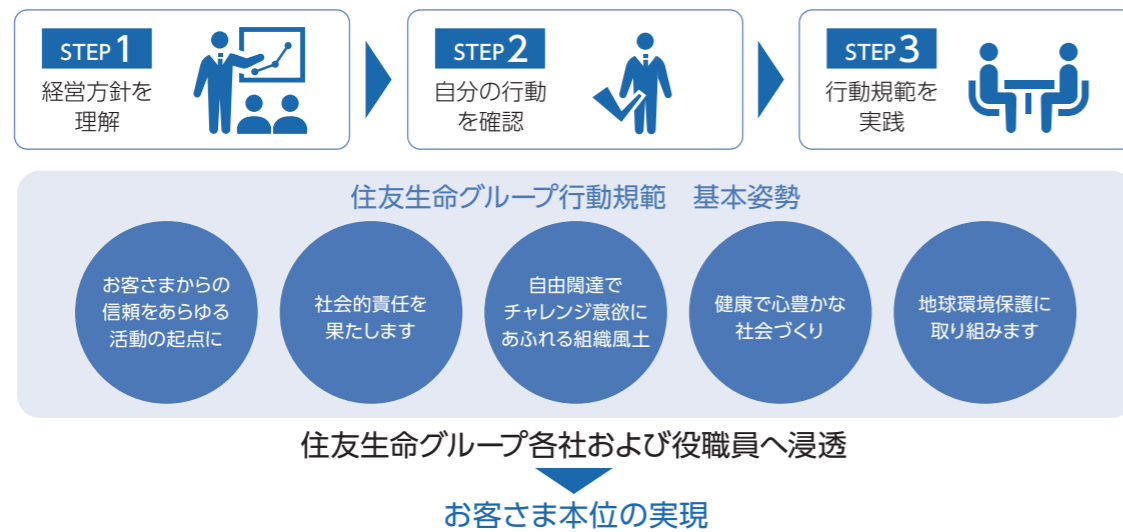 STEP 1
経営方針を
理解
STEP 2
自分の行動
を確認
STEP 3
行動規範を
実践
住友生命グループ行動規範　基本姿勢
お客さまからの
信頼をあらゆる
活動の起点に
社会的責任を
果たします
自由闊達で
チャレンジ意欲に
あふれる組織風土
健康で心豊かな
社会づくり
地球環境保護に
取り組みます
住友生命グループ各社および役職員へ浸透
お客さま本位の実現